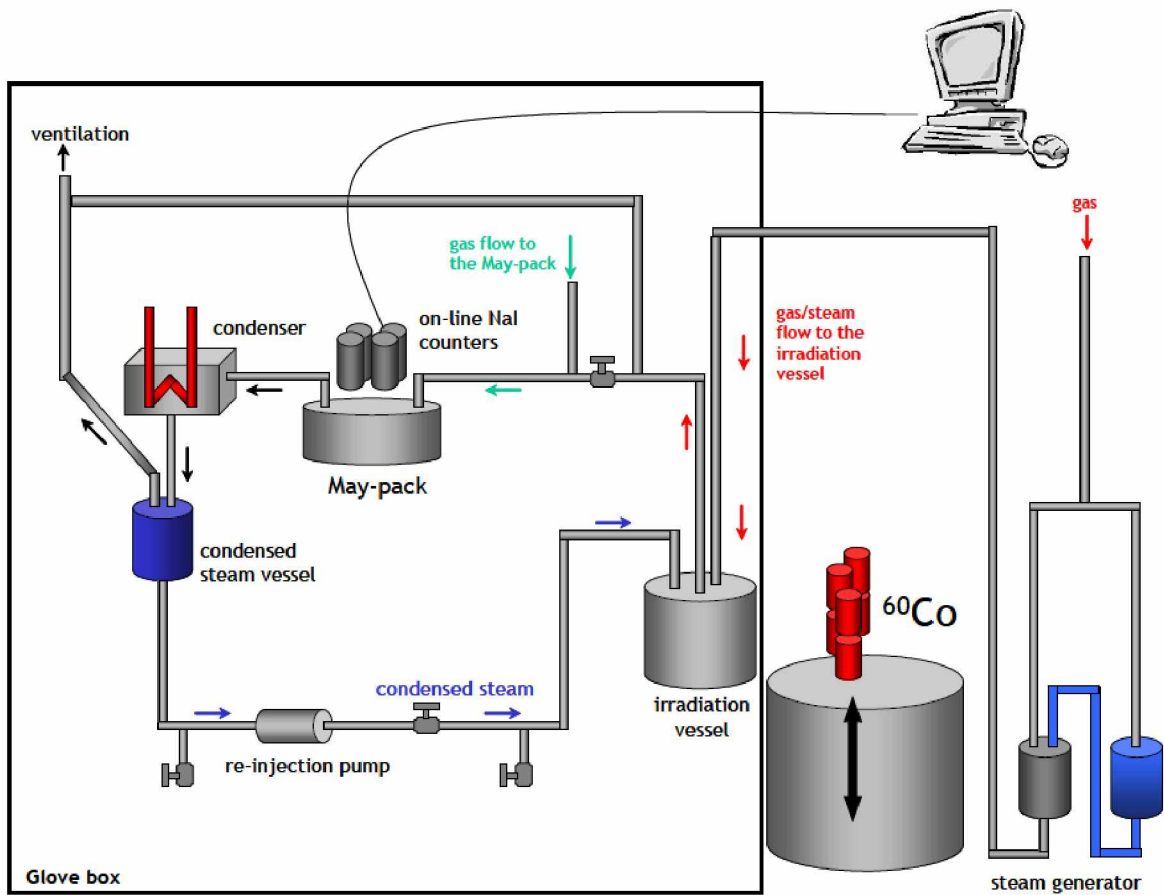 ventilation
gas
gas flow to
the May-pack
condenser
on-line NaI
counters
gas/steam
flow to the
irradiation
vessel
May-pack
condensed
steam vessel
⁶⁰Co
condensed steam
irradiation
vessel
re-injection pump
Glove box
steam generator